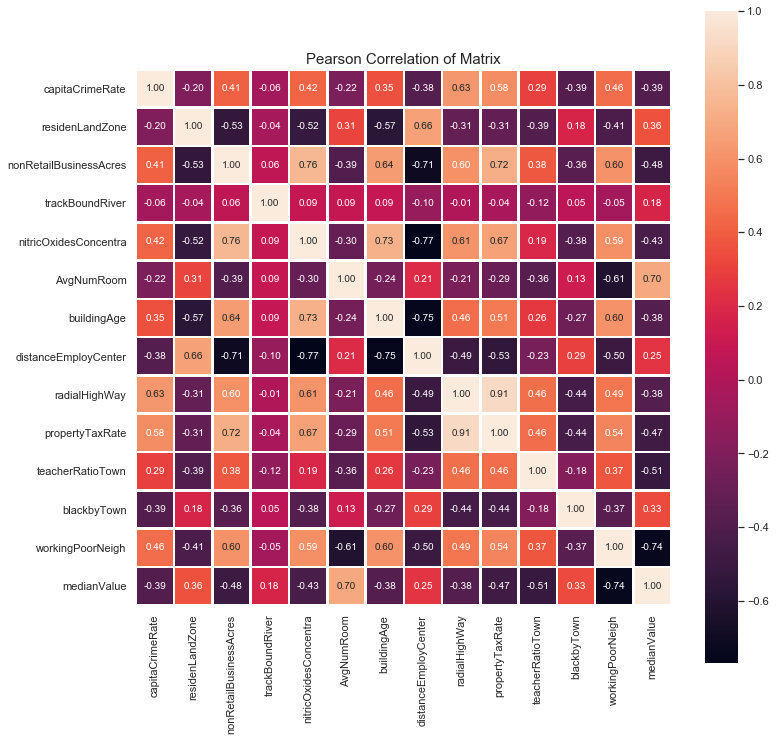 Pearson Correlation of Matrix
capitaCrimeRate 1.00 -0.20 0.41 -0.06 0.42 -0.22 0.35 -0.38 0.63 0.58 0.29 -0.39 0.46 -0.39
residenLandZone -0.20 1.00 -0.53 -0.04 -0.52 0.31 -0.57 0.66 -0.31 -0.31 -0.39 0.18 -0.41 0.36
nonRetailBusinessAcres 0.41 -0.53 1.00 0.06 0.76 -0.39 0.64 -0.71 0.60 0.72 0.38 -0.36 0.60 -0.48
trackBoundRiver -0.06 -0.04 0.06 1.00 0.09 0.09 0.09 -0.10 -0.01 -0.04 -0.12 0.05 -0.05 0.18
nitricOxidesConcentra 0.42 -0.52 0.76 0.09 1.00 -0.30 0.73 -0.77 0.61 0.67 0.19 -0.38 0.59 -0.43
AvgNumRoom -0.22 0.31 -0.39 0.09 -0.30 1.00 -0.24 0.21 -0.21 -0.29 -0.36 0.13 -0.61 0.70
buildingAge 0.35 -0.57 0.64 0.09 0.73 -0.24 1.00 -0.75 0.46 0.51 0.26 -0.27 0.60 -0.38
distanceEmployCenter -0.38 0.66 -0.71 -0.10 -0.77 0.21 -0.75 1.00 -0.49 -0.53 -0.23 0.29 -0.50 0.25
radialHighWay 0.63 -0.31 0.60 -0.01 0.61 -0.21 0.46 -0.49 1.00 0.91 0.46 -0.44 0.49 -0.38
propertyTaxRate 0.58 -0.31 0.72 -0.04 0.67 -0.29 0.51 -0.53 0.91 1.00 0.46 -0.44 0.54 -0.47
teacherRatioTown 0.29 -0.39 0.38 -0.12 0.19 -0.36 0.26 -0.23 0.46 0.46 1.00 -0.18 0.37 -0.51
blackbyTown -0.39 0.18 -0.36 0.05 -0.38 0.13 -0.27 0.29 -0.44 -0.44 -0.18 1.00 -0.37 0.33
workingPoorNeigh 0.46 -0.41 0.60 -0.05 0.59 -0.61 0.60 -0.50 0.49 0.54 0.37 -0.37 1.00 -0.74
medianValue -0.39 0.36 -0.48 0.18 -0.43 0.70 -0.38 0.25 -0.38 -0.47 -0.51 0.33 -0.74 1.00
capitaCrimeRate
residenLandZone
nonRetailBusinessAcres
trackBoundRiver
nitricOxidesConcentra
AvgNumRoom
buildingAge
distanceEmployCenter
radialHighWay
propertyTaxRate
teacherRatioTown
blackbyTown
workingPoorNeigh
medianValue
1.0
0.8
0.6
0.4
0.2
0.0
−0.2
−0.4
−0.6